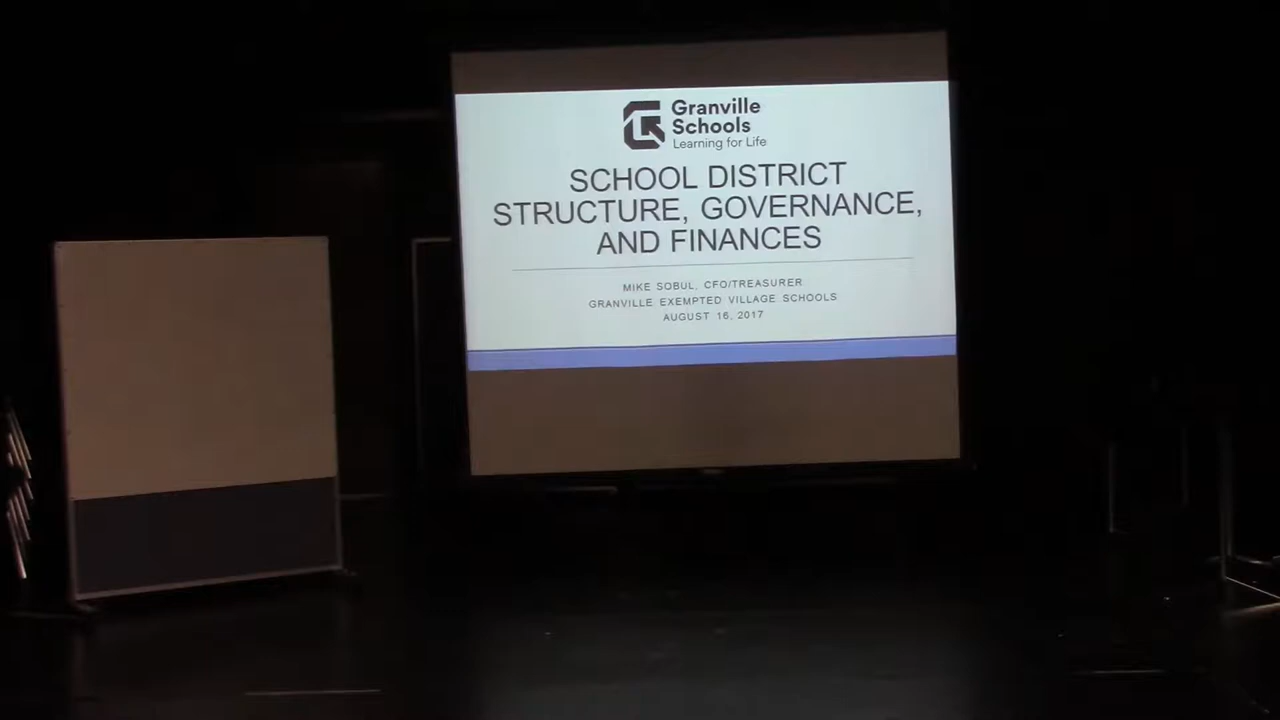 Granville
Schools
Learning for Life
SCHOOL DISTRICT
STRUCTURE, GOVERNANCE,
AND FINANCES
MIKE SOBUL, CFO/TREASURER
GRANVILLE EXEMPTED VILLAGE SCHOOLS
AUGUST 16, 2017